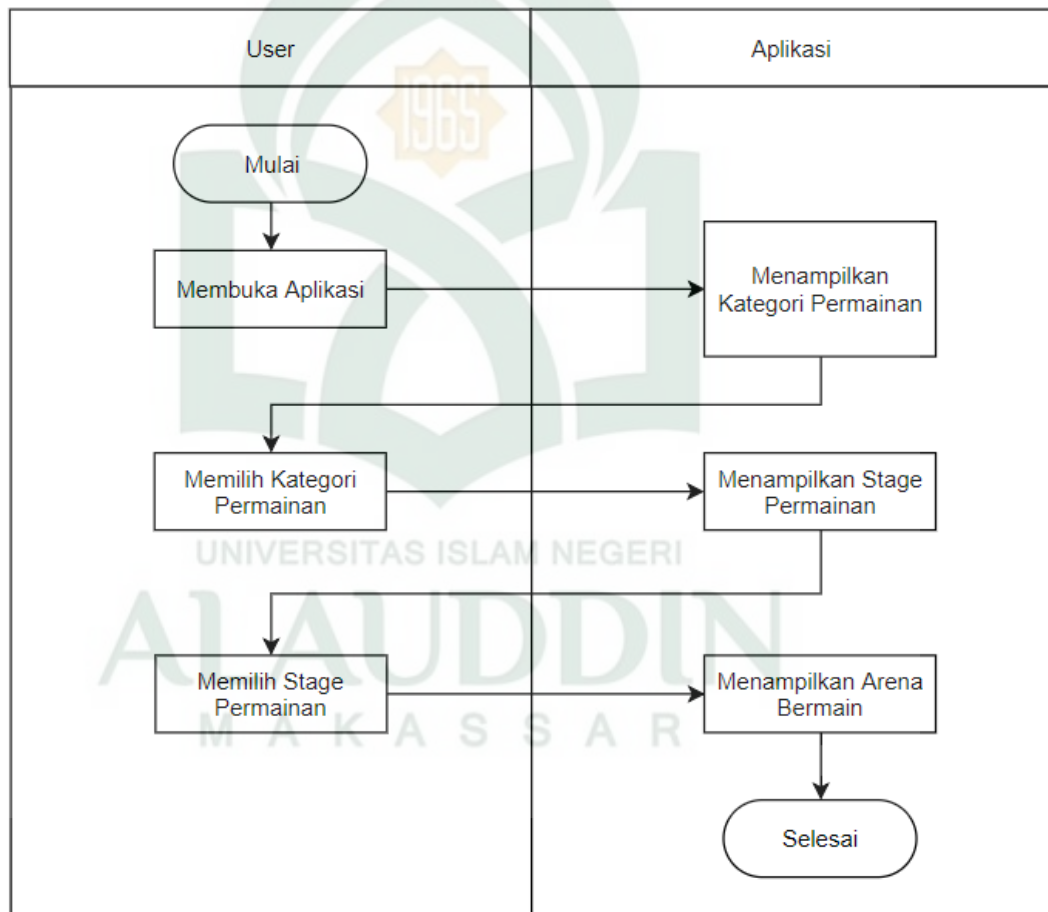 User
Aplikasi
1965
Mulai
Membuka Aplikasi
Menampilkan
Kategori Permainan
Memilih Kategori
Permainan
Menampilkan Stage
Permainan
UNIVERSITAS ISLAM NEGERI
ALAUDDIN
Memilih Stage
Permainan
Menampilkan Arena
Bermain
MAKASSAR
Selesai